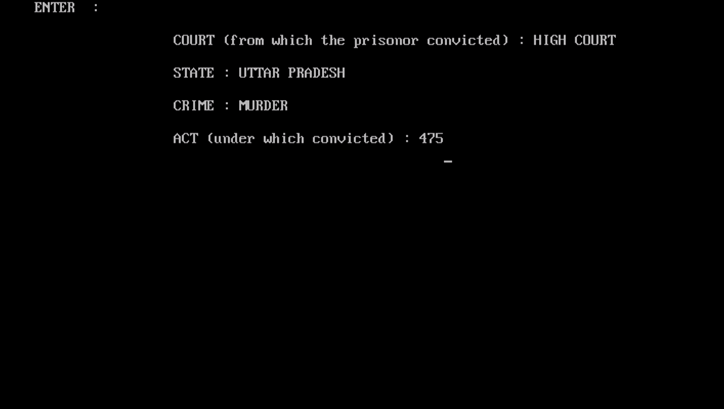 ENTER :
COURT (from which the prisonor convicted) : HIGH COURT
STATE : UTTAR PRADESH
CRIME : MURDER
ACT (under which convicted) : 475